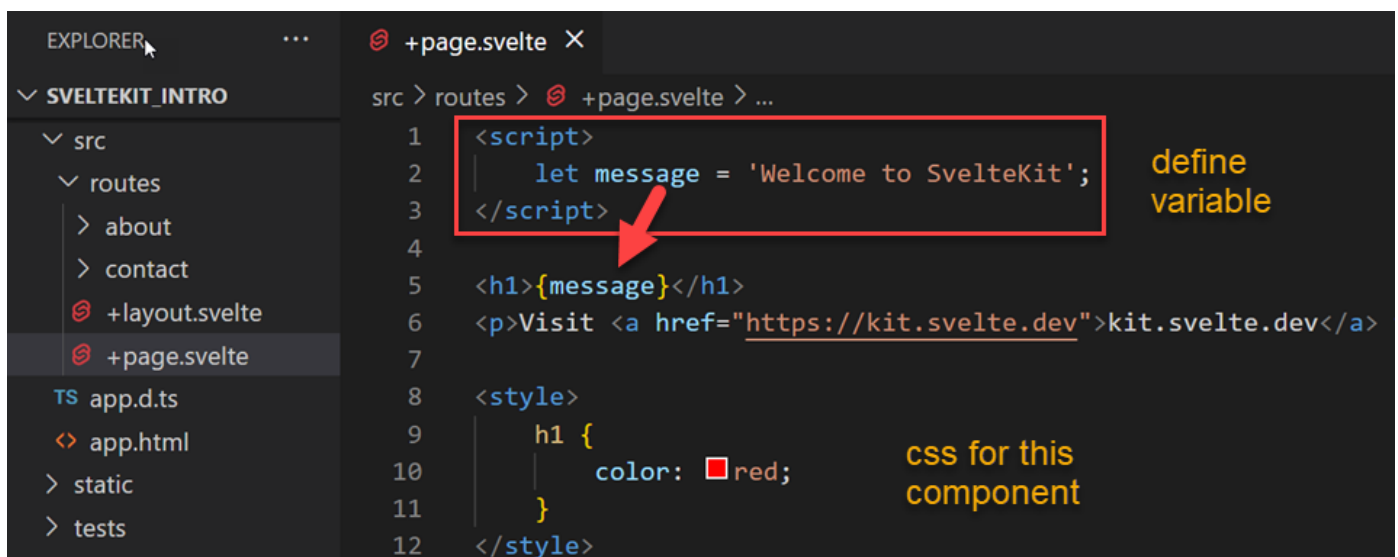 EXPLORER ···
SVELTEKIT_INTRO
src
routes
about
contact
+layout.svelte
+page.svelte
TS app.d.ts
<> app.html
static
tests
+page.svelte ×
src > routes > +page.svelte > ...
1 <script>
2 let message = 'Welcome to SvelteKit';
3 </script>
4
5 <h1>{message}</h1>
6 <p>Visit <a href="https://kit.svelte.dev">kit.svelte.dev</a>
7
8 <style>
9 h1 {
10 color: red;
11 }
12 </style>
define
variable
css for this
component